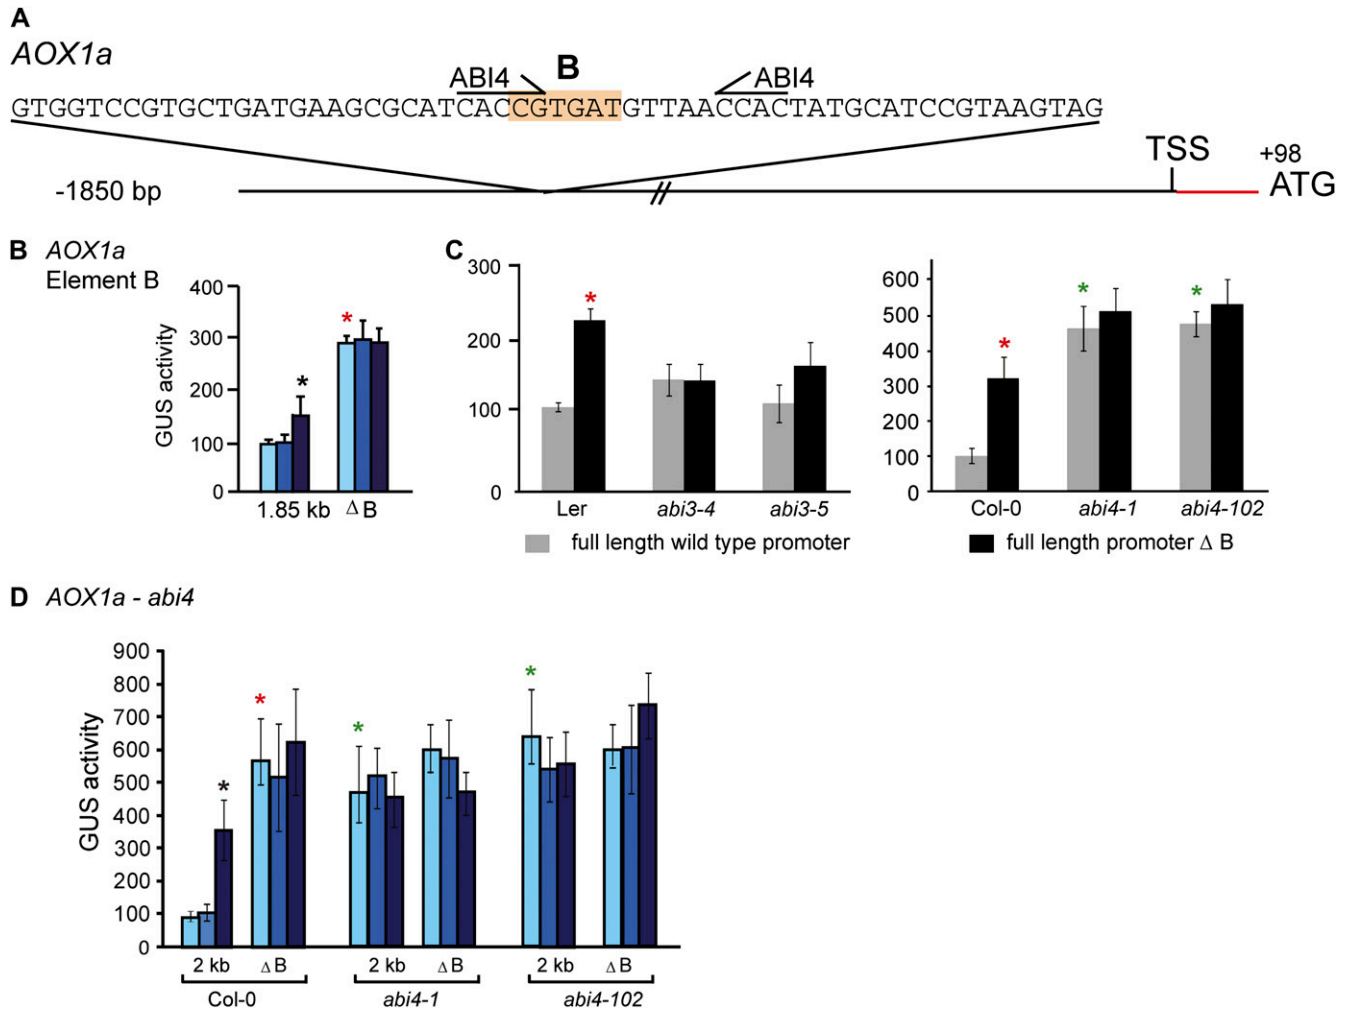 A
AOX1a
ABI4 B ABI4
GTGGTCCGTGCTGATGAAGCGCATCACCGTGATGTTAACCACTATGCATCCGTAAGTAG
TSS +98
-1850 bp // ATG
B AOX1a
Element B
GUS activity
400
300
200
100
0
*
*
1.85 kb Δ B
C
300
200
100
0
*
Ler abi3-4 abi3-5
600
500
400
300
200
100
0
*
*
*
Col-0 abi4-1 abi4-102
full length wild type promoter
full length promoter Δ B
D AOX1a - abi4
GUS activity
900
800
700
600
500
400
300
200
100
0
*
*
*
*
2 kb Δ B 2 kb Δ B 2 kb Δ B
Col-0 abi4-1 abi4-102